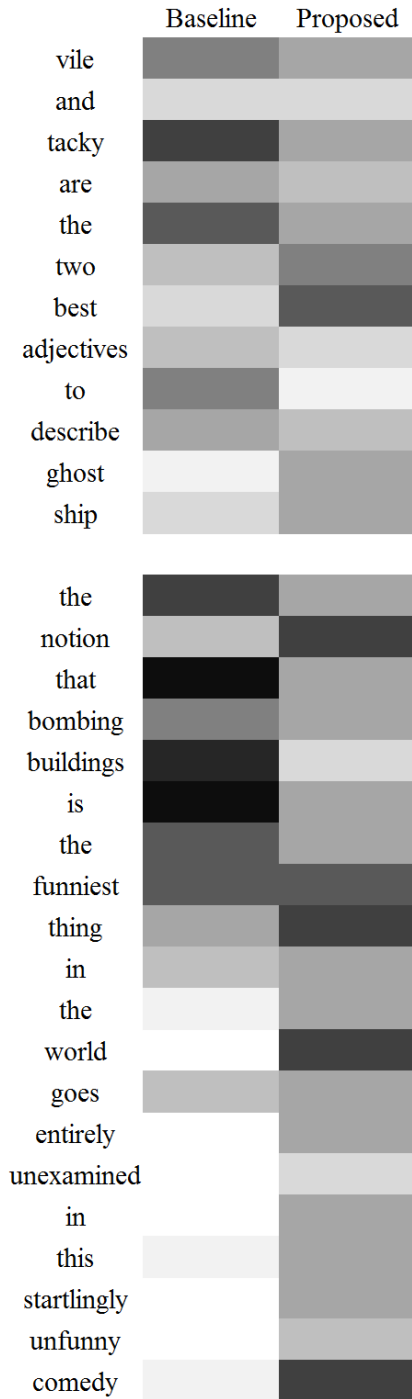 Baseline Proposed
vile
and
tacky
are
the
two
best
adjectives
to
describe
ghost
ship
the
notion
that
bombing
buildings
is
the
funniest
thing
in
the
world
goes
entirely
unexamined
in
this
startlingly
unfunny
comedy